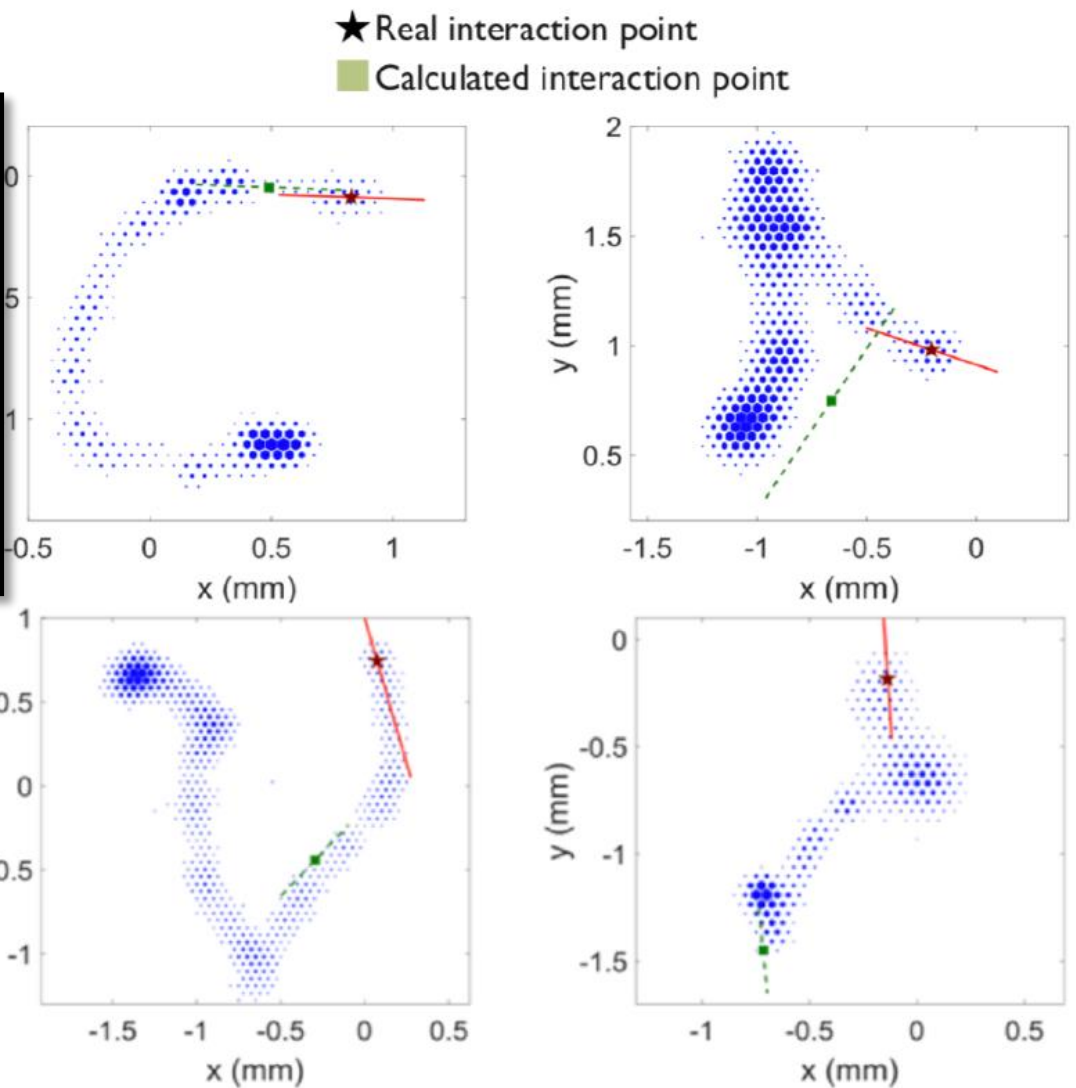 ★ Real interaction point
Calculated interaction point
0
5
1
-0.5 0 0.5 1
x (mm)
2
1.5
1
0.5
y (mm)
-1.5 -1 -0.5 0
x (mm)
1
0.5
0
0.5
-1
-1.5 -1 -0.5 0 0.5
x (mm)
0
-0.5
-1
-1.5
y (mm)
-1 -0.5 0 0.5
x (mm)